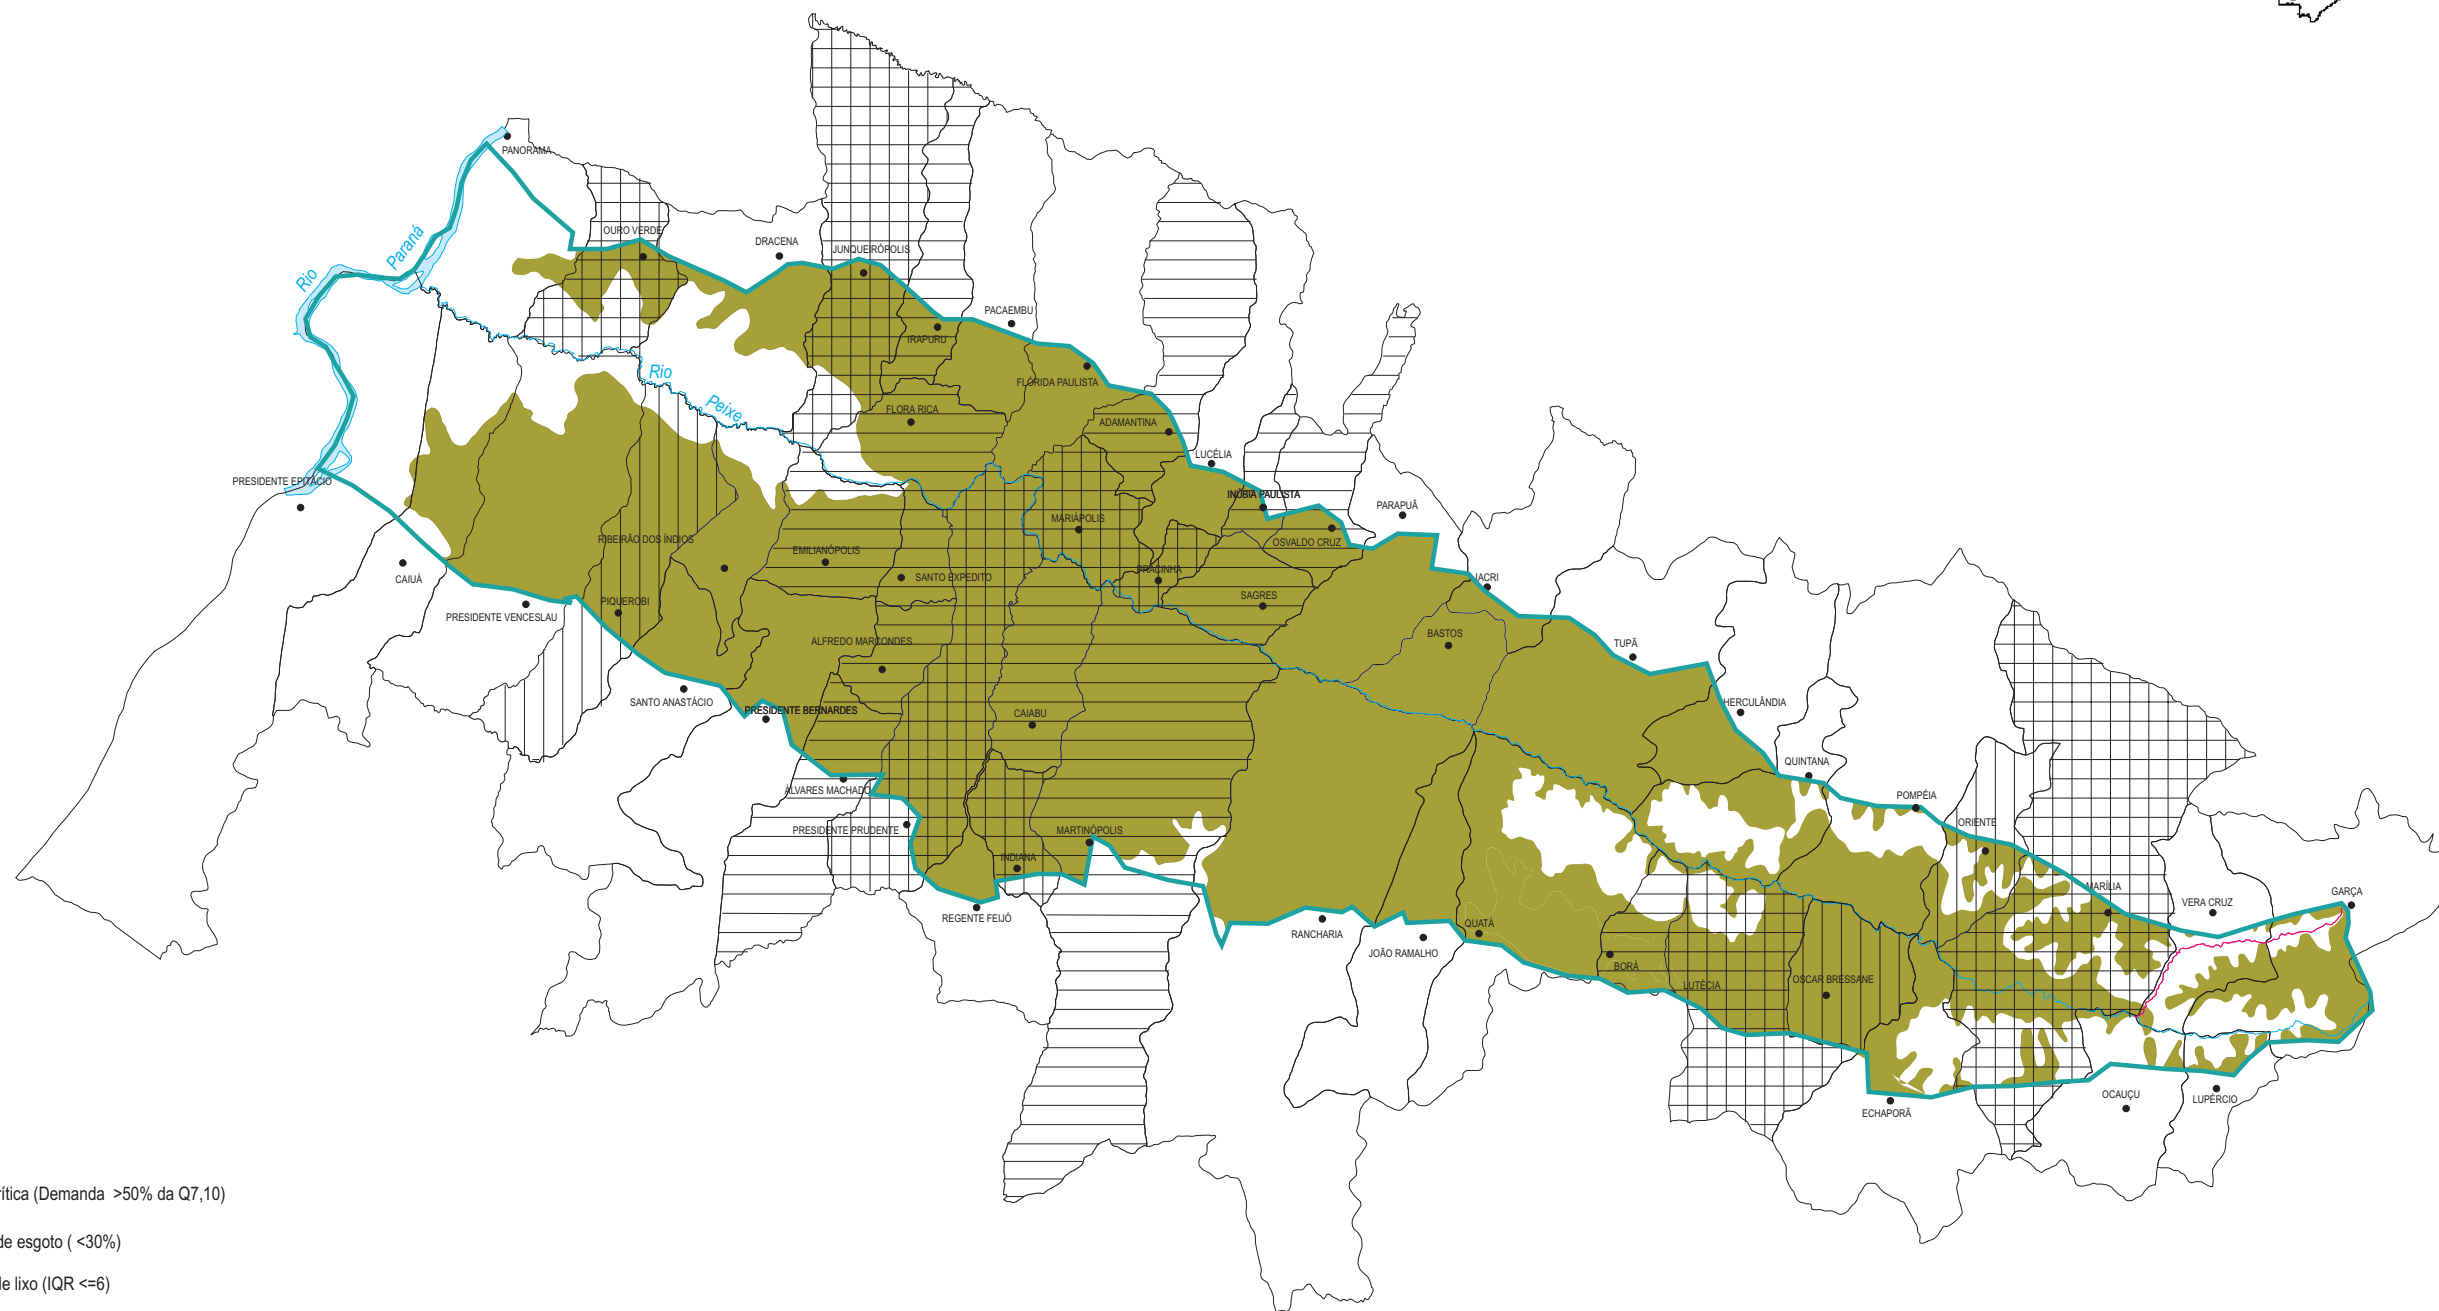 PANORAMA
OURO VERDE
DRACENA
JUNQUEIRÓPOLIS
Rio
Paraná
PACAEMBU
IRAPURU
Rio
Peixe
FLÓRIDA PAULISTA
FLORA RICA
ADAMANTINA
LUCÉLIA
PRESIDENTE EPITÁCIO
INÚBIA PAULISTA
PARAPUÃ
MARIÁPOLIS
RIBEIRÃO DOS ÍNDIOS
OSVALDO CRUZ
EMILIANÓPOLIS
SANTO EXPEDITO
PRACINHA
CAIUÁ
IACRI
PIQUEROBI
SAGRES
PRESIDENTE VENCESLAU
BASTOS
ALFREDO MARCONDES
TUPÃ
SANTO ANASTÁCIO
PRESIDENTE BERNARDES
CAIABU
HERCULÂNDIA
QUINTANA
ÁLVARES MACHADO
POMPÉIA
PRESIDENTE PRUDENTE
MARTINÓPOLIS
ORIENTE
INDIANA
MARÍLIA
GARÇA
REGENTE FEIJÓ
RANCHARIA
QUATÁ
VERA CRUZ
JOÃO RAMALHO
BORÁ
LUTÉCIA
OSCAR BRESSANE
ECHAPORÃ
OCAUÇU
LUPÉRCIO
(Demanda >50% da Q7,10)
de esgoto ( <30%)
lixo (IQR <=6)